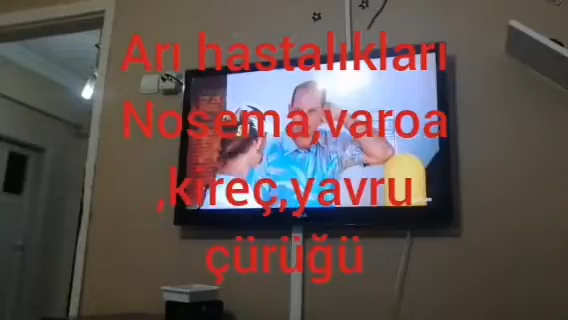 Arı hastalıkları
Nosema,varoa
,kireç,yavru
çürüğü